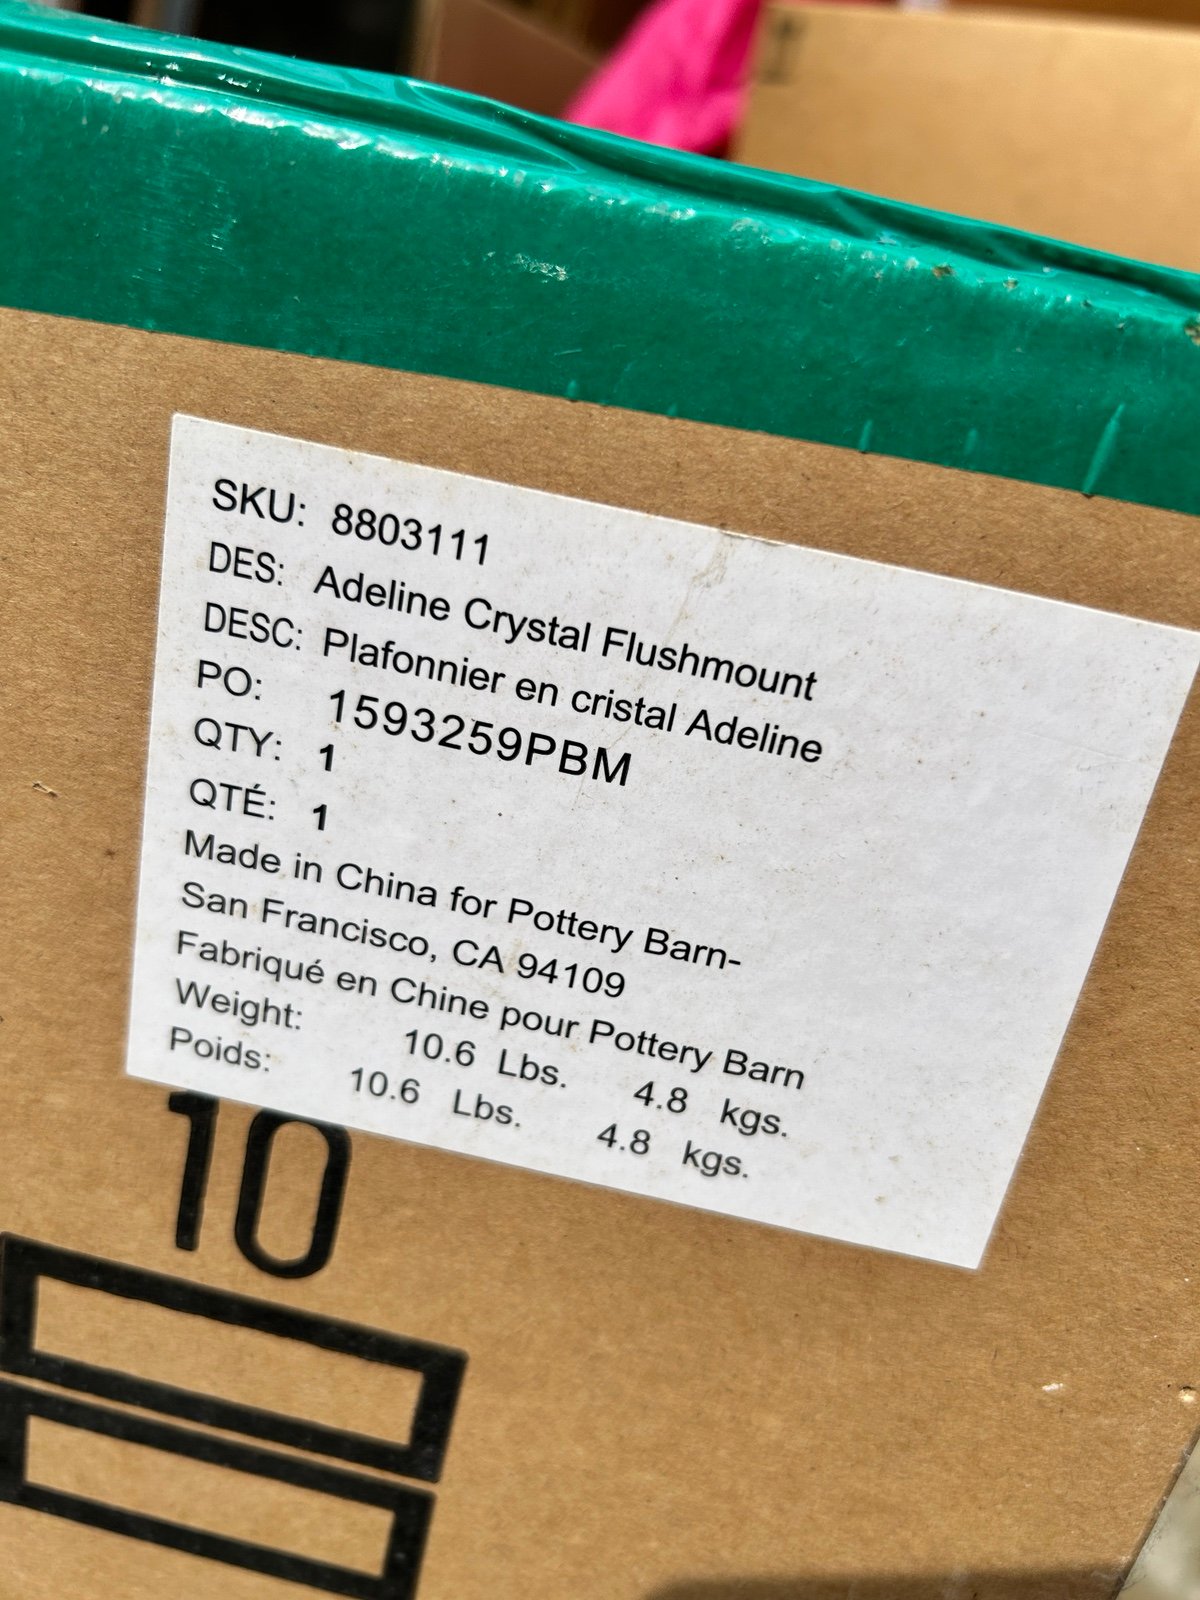 SKU: 8803111
DES: Adeline Crystal Flushmount
DESC: Plafonnier en cristal Adeline
PO: 1593259PBM
QTY: 1
QTÉ: 1
Made in China for Pottery Barn-
San Francisco, CA 94109
Fabriqué en Chine pour Pottery Barn
Weight: 10.6 Lbs. 4.8 kgs.
Poids: 10.6 Lbs. 4.8 kgs.
10